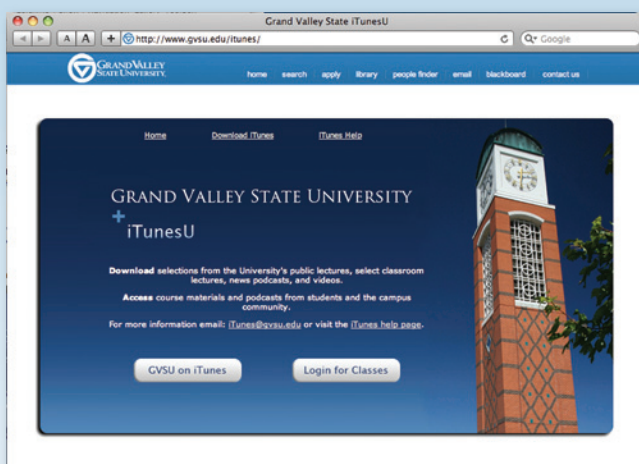 Grand Valley State iTunesU
A A + http://www.gvsu.edu/itunes/ Google
GRAND VALLEY
STATE UNIVERSITY
home search apply library people finder email blackboard contact us
Home Download iTunes iTunes Help
GRAND VALLEY STATE UNIVERSITY
+
iTunesU
Download selections from the University's public lectures, select classroom
lectures, news podcasts, and videos.
Access course materials and podcasts from students and the campus
community.
For more information email: iTunes@gvsu.edu or visit the iTunes help page.
GVSU on iTunes Login for Classes